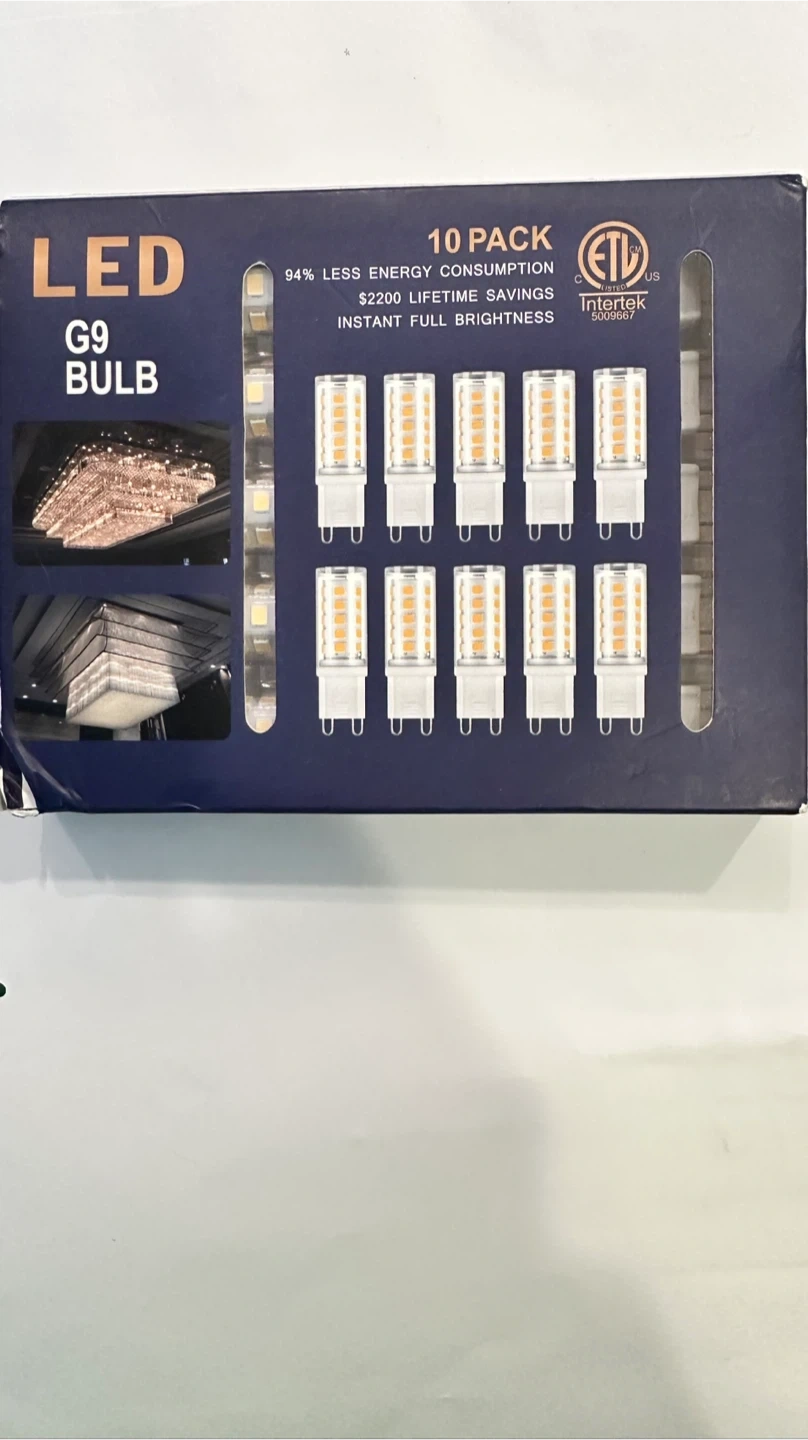 LED
G9
BULB
10 PACK
94% LESS ENERGY CONSUMPTION
$2200 LIFETIME SAVINGS
INSTANT FULL BRIGHTNESS
ETL CM
C LISTED US
Intertek
5009667